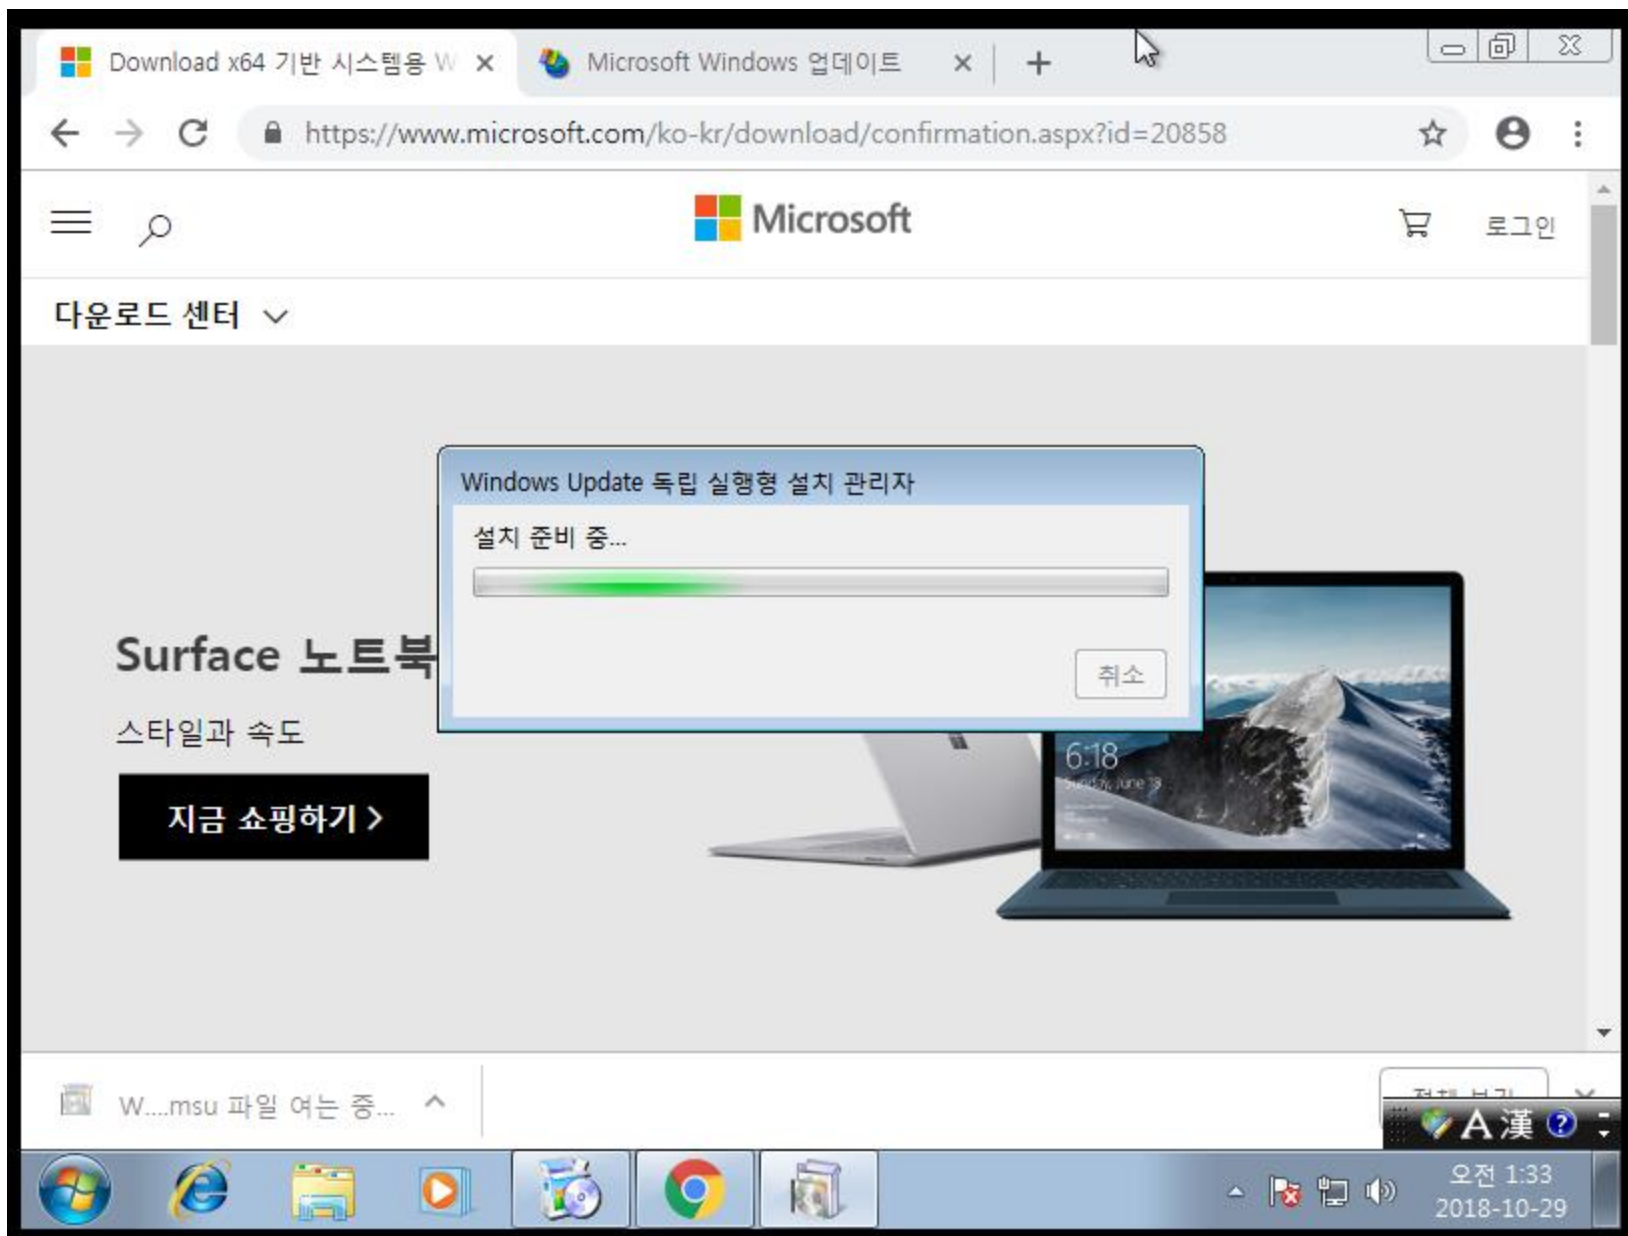 Download x64 기반 시스템용 W
Microsoft Windows 업데이트
https://www.microsoft.com/ko-kr/download/confirmation.aspx?id=20858
Microsoft
로그인
다운로드 센터
Windows Update 독립 실행형 설치 관리자
설치 준비 중...
취소
Surface 노트북
스타일과 속도
지금 쇼핑하기 >
6:18
Sunday, June 18
W....msu 파일 여는 중...
A 漢 ?
오전 1:33
2018-10-29